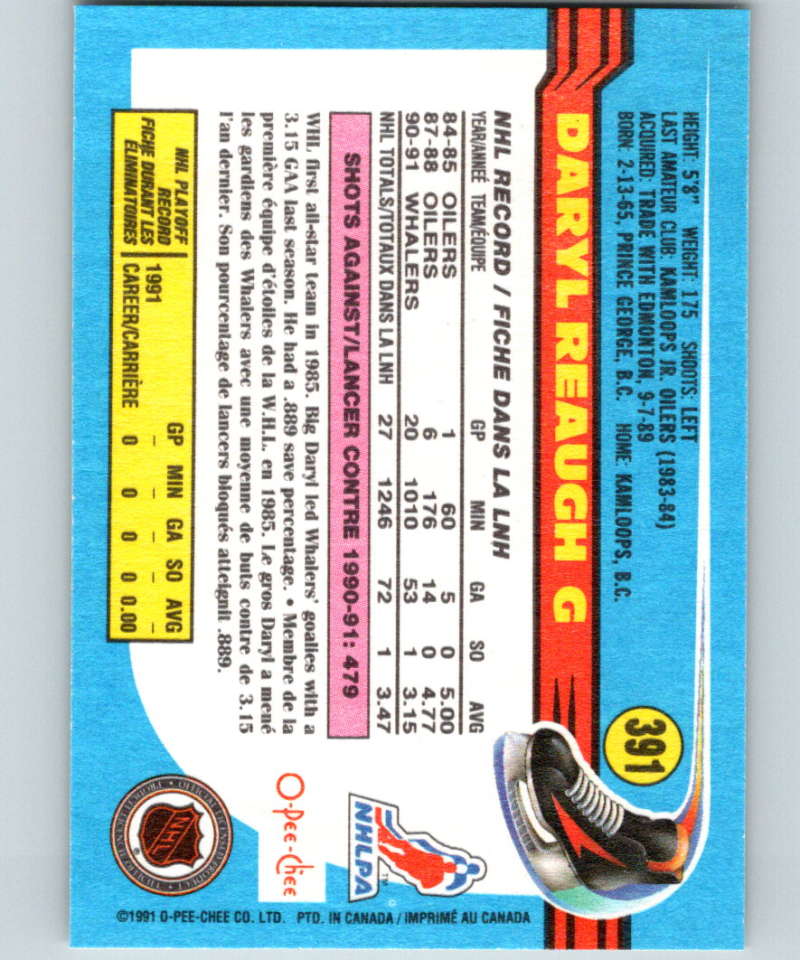 HEIGHT: 5'8" WEIGHT: 175 SHOOTS: LEFT
LAST AMATEUR CLUB: KAMLOOPS JR. OILERS (1983-84)
ACQUIRED: TRADE WITH EDMONTON, 9-7-89
BORN: 2-13-65, PRINCE GEORGE, B.C. HOME: KAMLOOPS, B.C.
391
DARYL REAUGH G
NHL RECORD / FICHE DANS LA LNH
YEAR/ANNEÉ TEAM/ÉQUIPE GP MIN GA SO AVG
84-85 OILERS 1 60 5 0 5.00
87-88 OILERS 6 176 14 0 4.77
90-91 WHALERS 20 1010 53 1 3.15
NHL TOTALS/TOTAUX DANS LA LNH 27 1246 72 1 3.47
SHOTS AGAINST/LANCER CONTRE 1990-91: 479
WHL first all-star team in 1985. Big Daryl led Whalers' goalies with a
3.15 GAA last season. He had a .889 save percentage. • Membre de la
première équipe d'étoiles de la W.H.L. en 1985. Le gros Daryl a mené
les gardiens des Whalers avec une moyenne de buts contre de 3.15
l'an dernier. Son pourcentage de lancers bloqués atteignit .889.
NHL PLAYOFF
RECORD
FICHE DURANT LES
ÉLIMINATOIRES
GP MIN GA SO AVG
1991 – – – – –
CAREER/CARRIÈRE 0 0 0 0 0.00
NHLPA
TM
O-Pee-Chee
NHL
®
©1991 O-PEE-CHEE CO. LTD. PTD. IN CANADA / IMPRIMÉ AU CANADA